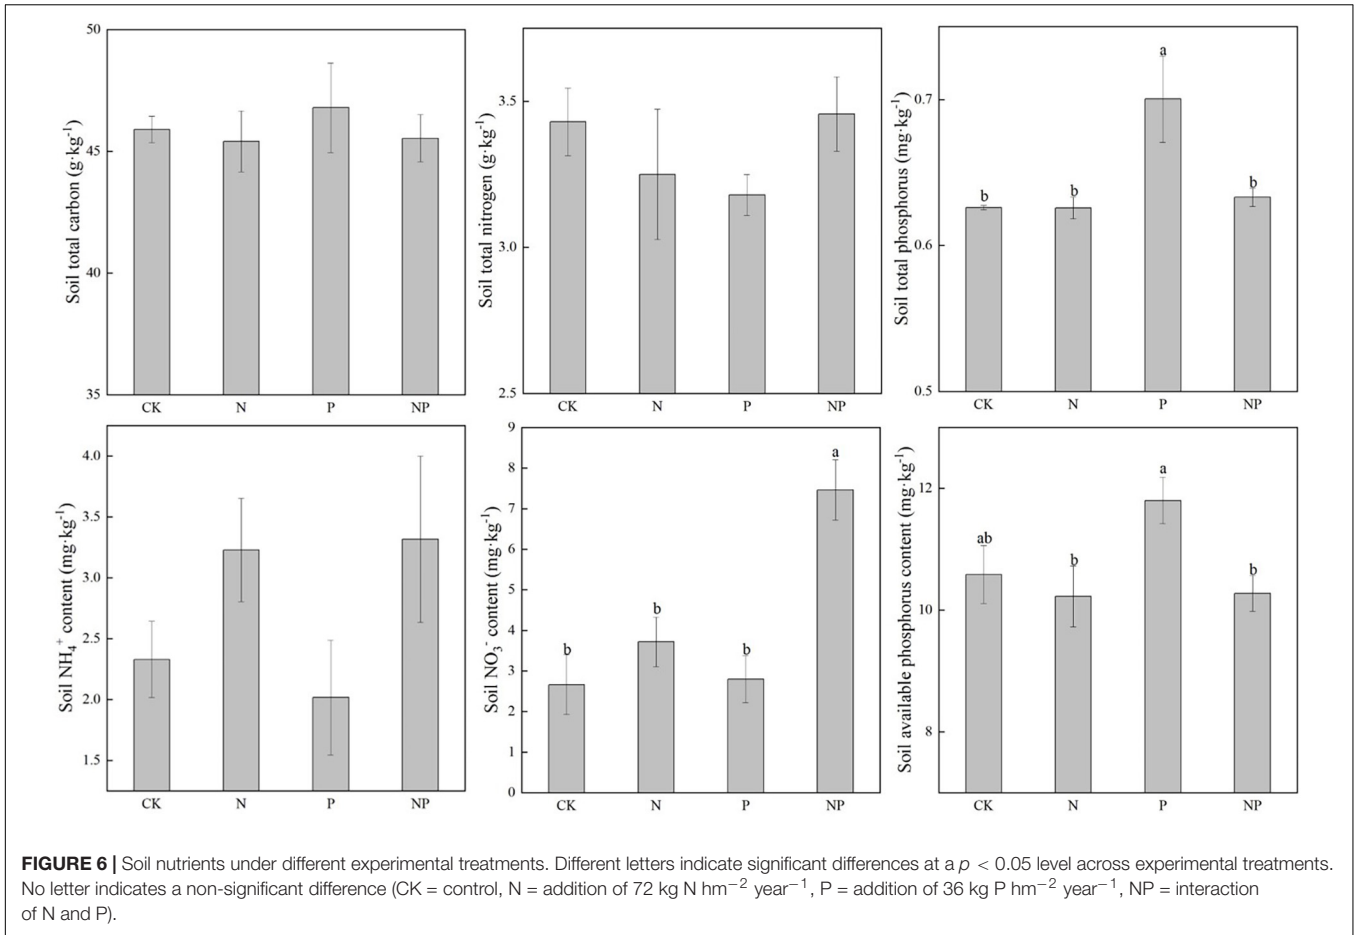 50
45
40
35
Soil total carbon (g·kg⁻¹)
CK N P NP
3.5
3.0
2.5
Soil total nitrogen (g·kg⁻¹)
CK N P NP
0.7
0.6
0.5
Soil total phosphorus (mg·kg⁻¹)
b b a b
CK N P NP
4.0
3.5
3.0
2.5
2.0
1.5
Soil NH₄⁺ content (mg·kg⁻¹)
CK N P NP
9
8
7
6
5
4
3
2
1
0
Soil NO₃⁻ content (mg·kg⁻¹)
b b b a
CK N P NP
12
10
8
Soil available phosphorus content (mg·kg⁻¹)
ab b a b
CK N P NP
FIGURE 6 | Soil nutrients under different experimental treatments. Different letters indicate significant differences at a p < 0.05 level across experimental treatments.
No letter indicates a non-significant difference (CK = control, N = addition of 72 kg N hm⁻² year⁻¹, P = addition of 36 kg P hm⁻² year⁻¹, NP = interaction
of N and P).